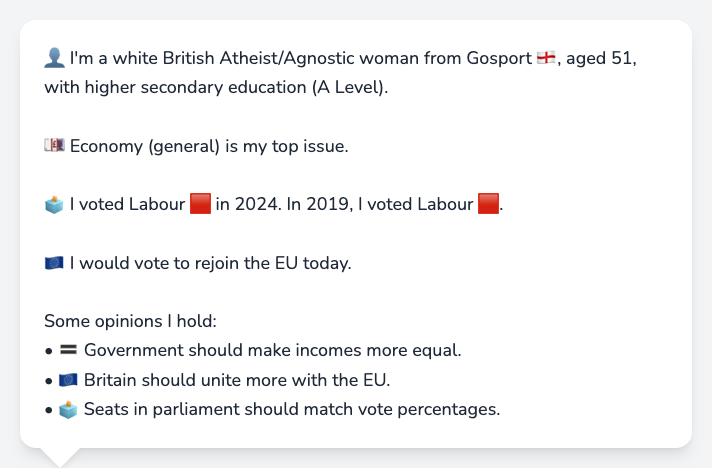 👤 I'm a white British Atheist/Agnostic woman from Gosport 🏴󠁧󠁢󠁥󠁮󠁧󠁿, aged 51,
with higher secondary education (A Level).
💷 Economy (general) is my top issue.
🗳️ I voted Labour 🟥 in 2024. In 2019, I voted Labour 🟥.
🇪🇺 I would vote to rejoin the EU today.
Some opinions I hold:
• 🟰 Government should make incomes more equal.
• 🇪🇺 Britain should unite more with the EU.
• 🗳️ Seats in parliament should match vote percentages.